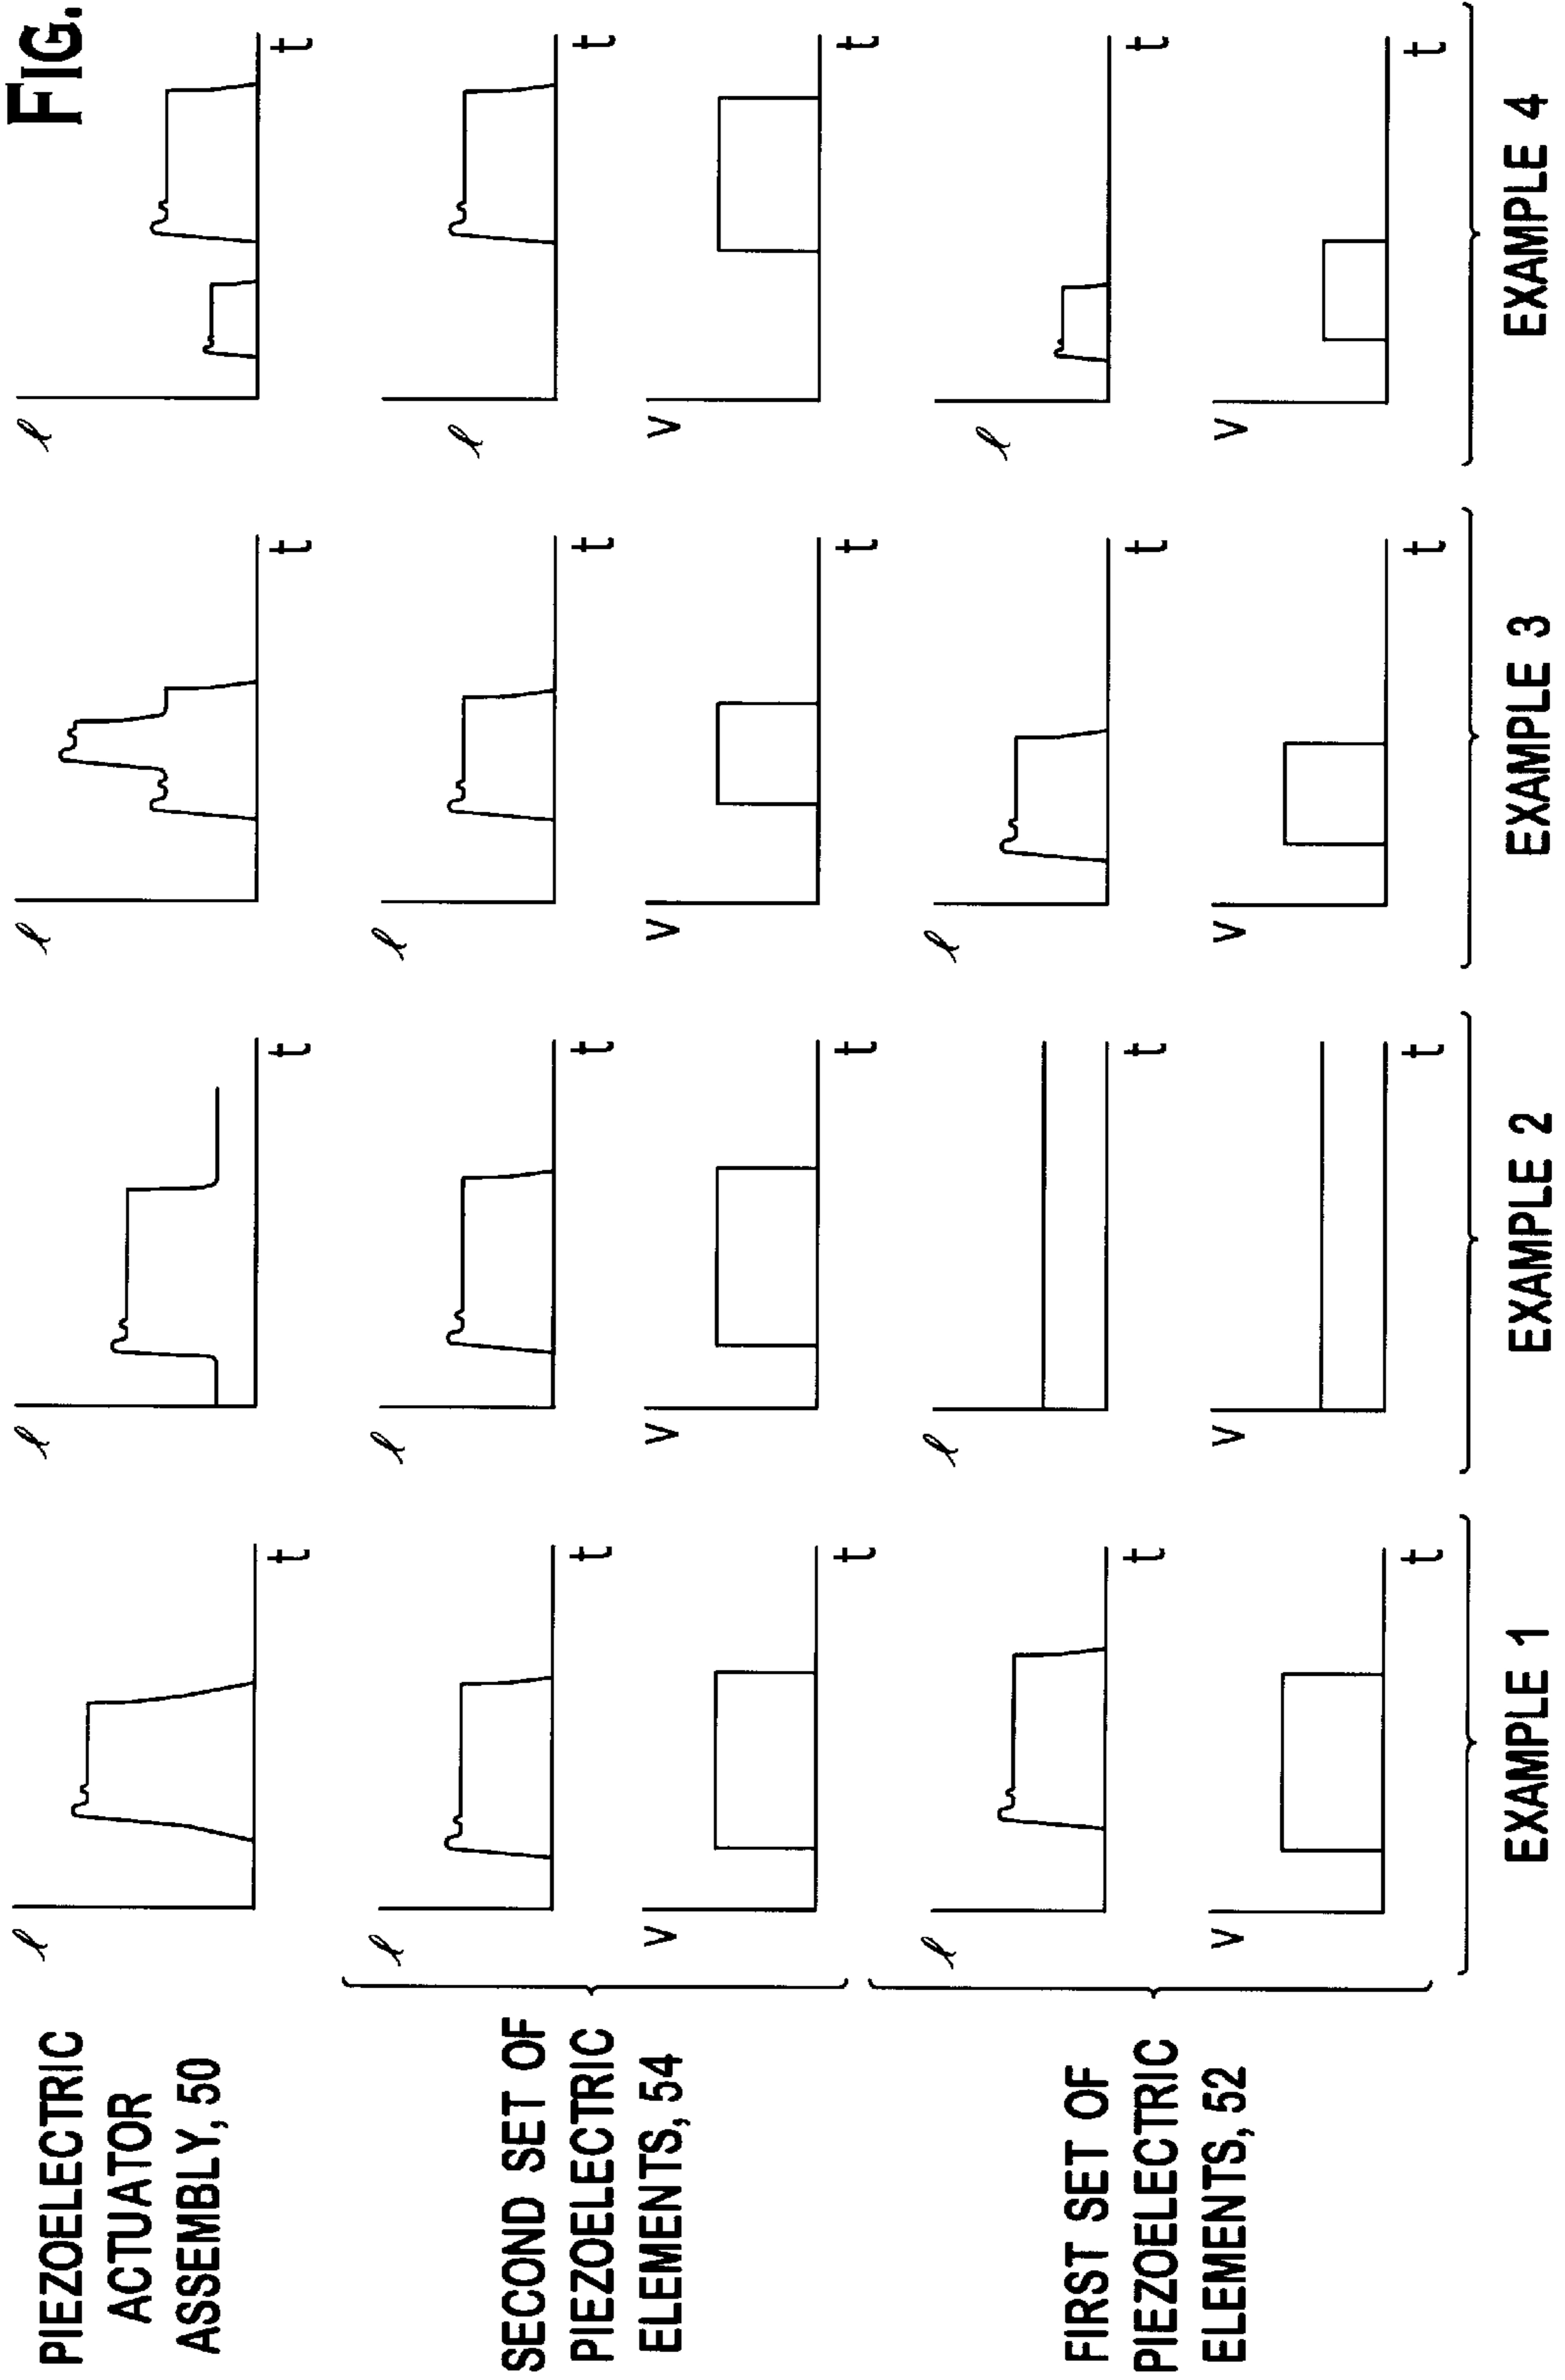 FIG.
PIEZOELECTRIC
ACTUATOR
ASSEMBLY, 50
ℓ
t
ℓ
t
ℓ
t
ℓ
t
SECOND SET OF
PIEZOELECTRIC
ELEMENTS, 54
ℓ
t
ℓ
t
ℓ
t
ℓ
t
V
t
V
t
V
t
V
t
FIRST SET OF
PIEZOELECTRIC
ELEMENTS, 52
ℓ
t
ℓ
t
ℓ
t
ℓ
t
V
t
V
t
V
t
V
t
EXAMPLE 1
EXAMPLE 2
EXAMPLE 3
EXAMPLE 4